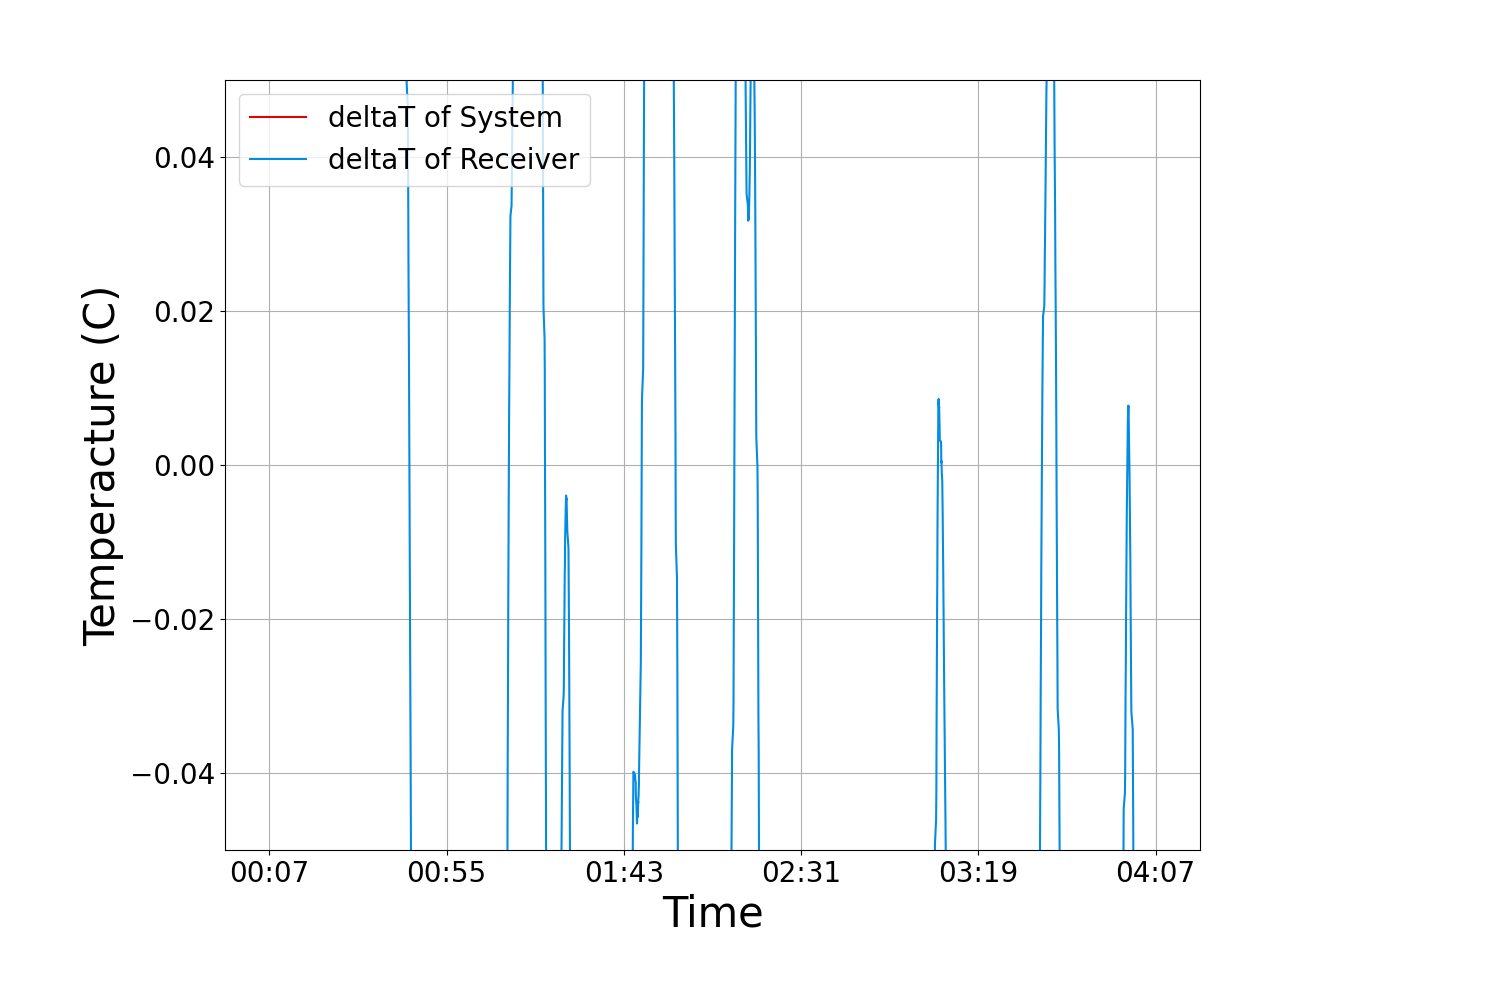 deltaT of System
deltaT of Receiver
Temperacture (C)
0.04
0.02
0.00
−0.02
−0.04
00:07 00:55 01:43 02:31 03:19 04:07
Time